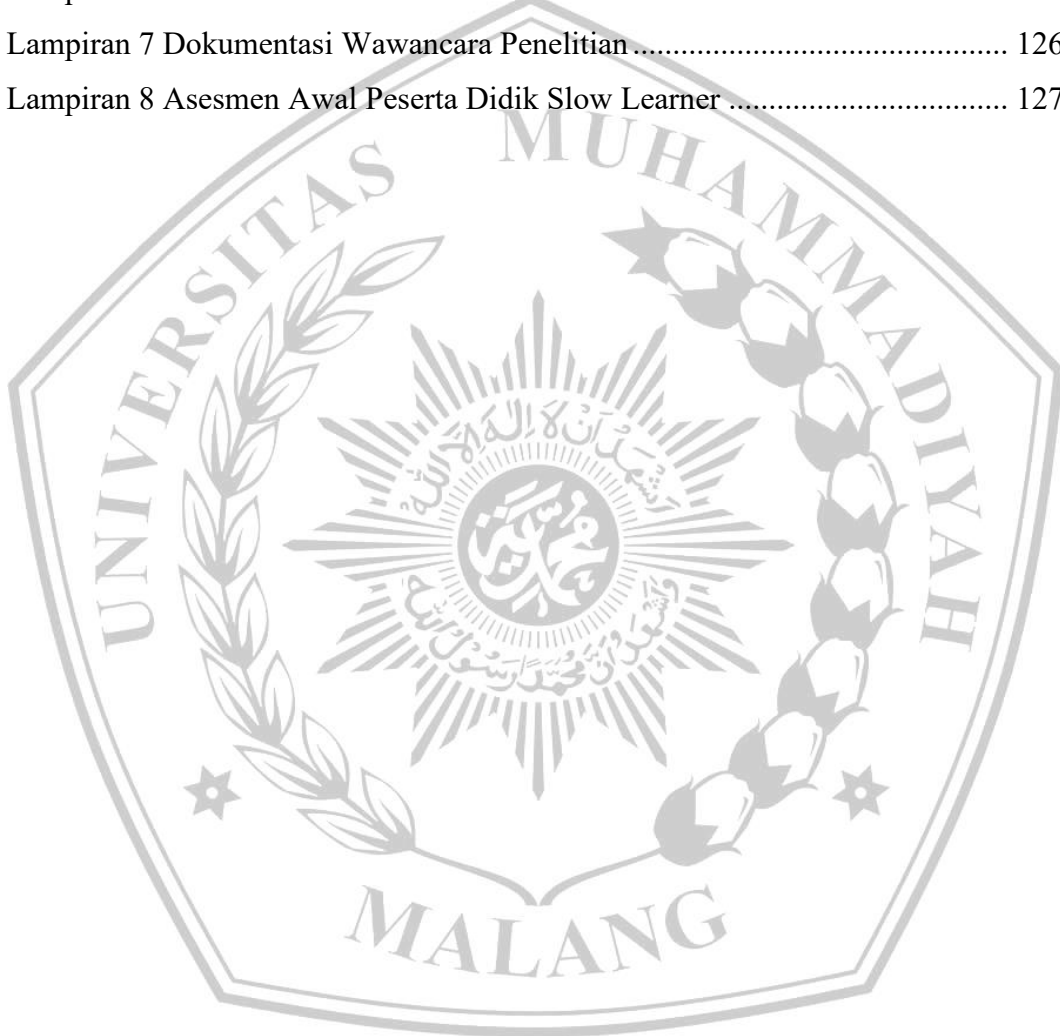 Lampiran 7 Dokumentasi Wawancara Penelitian ............................................. 126
Lampiran 8 Asesmen Awal Peserta Didik Slow Learner ................................. 127
UNIVERSITAS MUHAMMADIYAH
MALANG